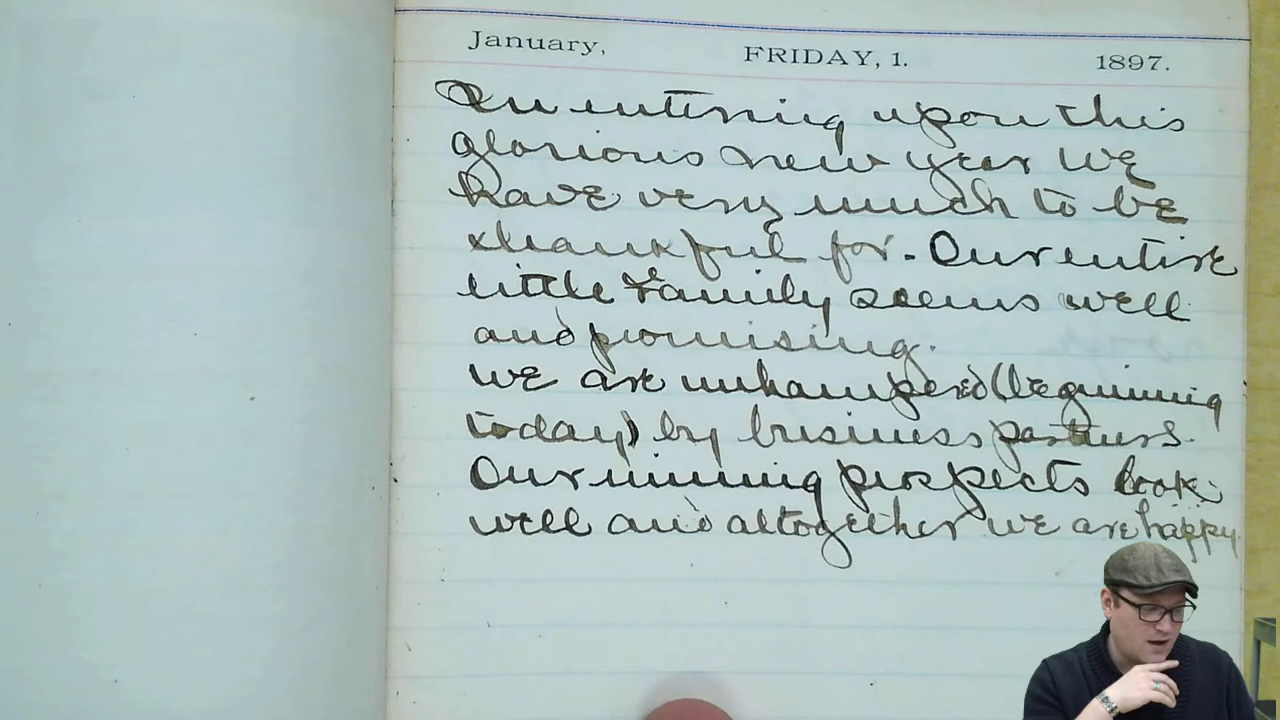 January, FRIDAY, 1. 1897.
On entering upon this
glorious new year we
have very much to be
thankful for. Our entire
little Family seems well
and promising.
We are unhampered (beginning
today) by business partners.
Our mining prospects look
well and altogether we are happy.